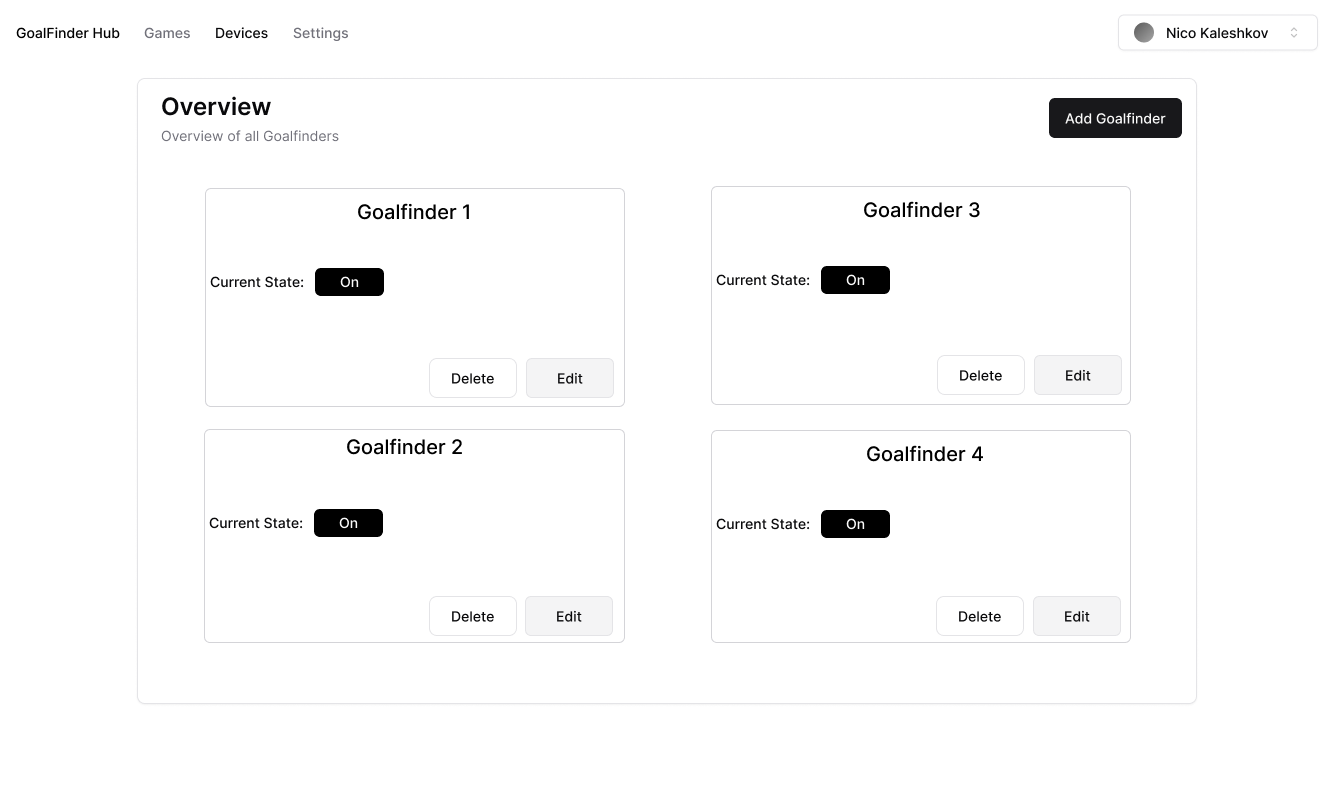 GoalFinder Hub Games Devices Settings Nico Kaleshkov
Overview
Overview of all Goalfinders
Add Goalfinder
Goalfinder 1
Current State: On
Delete Edit
Goalfinder 3
Current State: On
Delete Edit
Goalfinder 2
Current State: On
Delete Edit
Goalfinder 4
Current State: On
Delete Edit